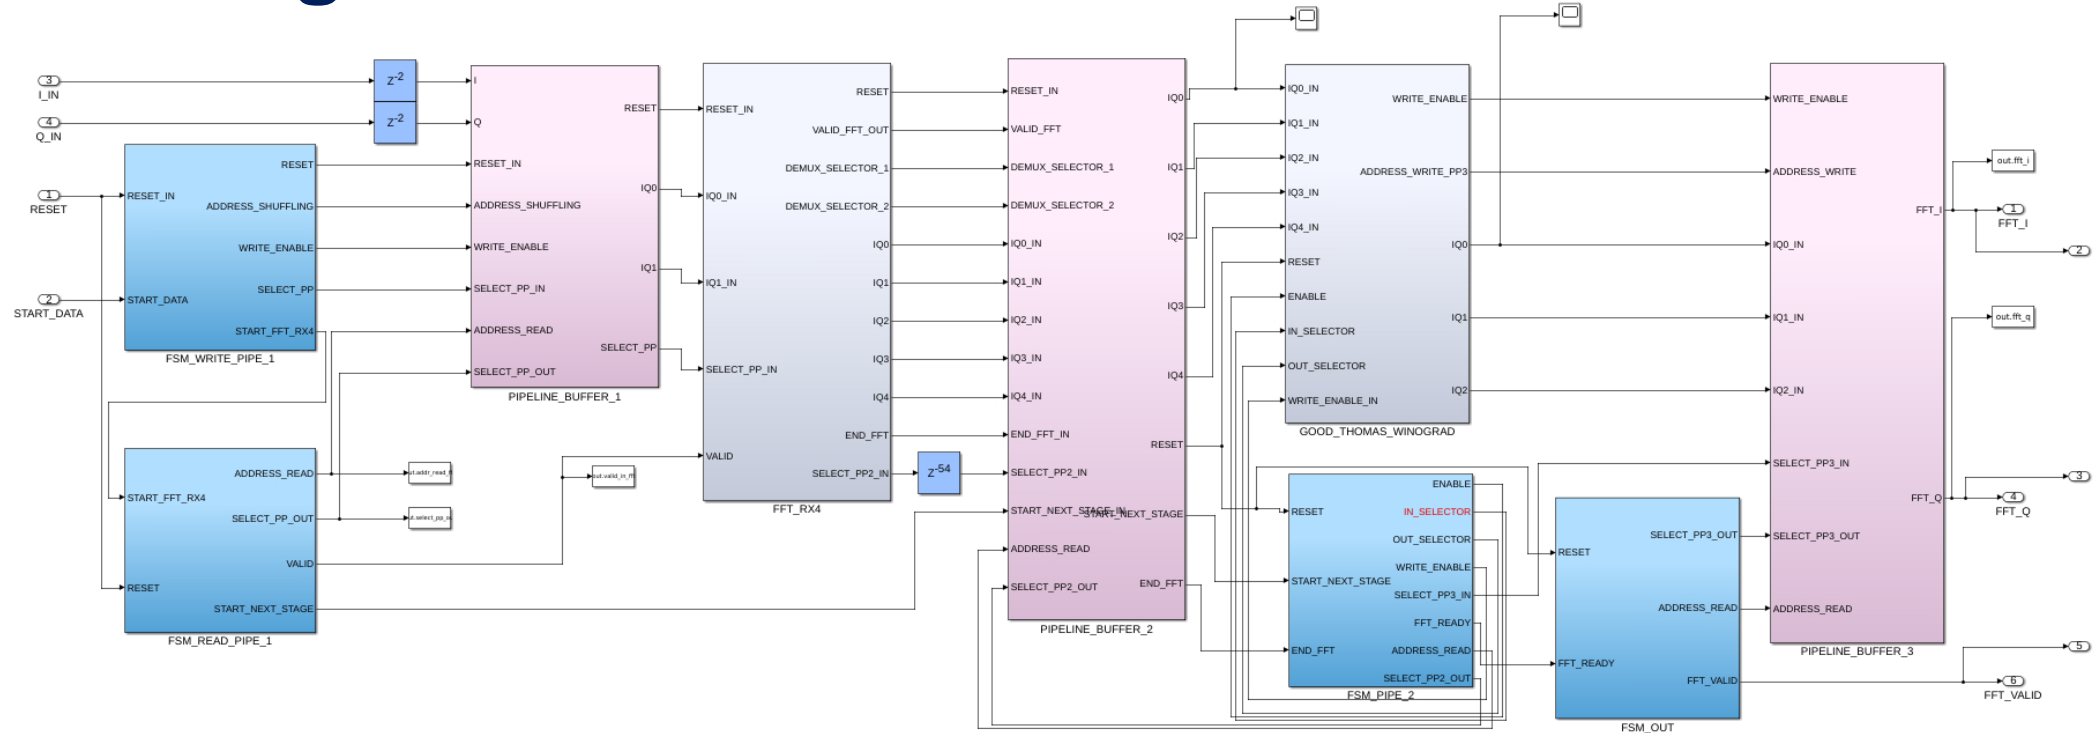 3
I_IN
4
Q_IN
1
RESET
2
START_DATA
Z-2
Z-2
RESET_IN
START_DATA
RESET
ADDRESS_SHUFFLING
WRITE_ENABLE
SELECT_PP
START_FFT_RX4
FSM_WRITE_PIPE_1
START_FFT_RX4
RESET
ADDRESS_READ
SELECT_PP_OUT
VALID
START_NEXT_STAGE
FSM_READ_PIPE_1
I
Q
RESET_IN
ADDRESS_SHUFFLING
WRITE_ENABLE
SELECT_PP_IN
ADDRESS_READ
SELECT_PP_OUT
RESET
IQ0
IQ1
SELECT_PP
PIPELINE_BUFFER_1
RESET_IN
IQ0_IN
IQ1_IN
SELECT_PP_IN
VALID
RESET
VALID_FFT_OUT
DEMUX_SELECTOR_1
DEMUX_SELECTOR_2
IQ0
IQ1
IQ2
IQ3
IQ4
END_FFT
SELECT_PP2_IN
FFT_RX4
Z-54
RESET_IN
VALID_FFT
DEMUX_SELECTOR_1
DEMUX_SELECTOR_2
IQ0_IN
IQ1_IN
IQ2_IN
IQ3_IN
IQ4_IN
END_FFT_IN
SELECT_PP2_IN
START_NEXT_STAGE_IN
ADDRESS_READ
SELECT_PP2_OUT
IQ0
IQ1
IQ2
IQ3
IQ4
RESET
START_NEXT_STAGE
END_FFT
PIPELINE_BUFFER_2
IQ0_IN
IQ1_IN
IQ2_IN
IQ3_IN
IQ4_IN
RESET
ENABLE
IN_SELECTOR
OUT_SELECTOR
WRITE_ENABLE_IN
WRITE_ENABLE
ADDRESS_WRITE_PP3
IQ0
IQ1
IQ2
GOOD_THOMAS_WINOGRAD
RESET
START_NEXT_STAGE
END_FFT
ENABLE
IN_SELECTOR
OUT_SELECTOR
WRITE_ENABLE
SELECT_PP3_IN
FFT_READY
ADDRESS_READ
SELECT_PP2_OUT
FSM_PIPE_2
RESET
FFT_READY
SELECT_PP3_OUT
ADDRESS_READ
FFT_VALID
FSM_OUT
WRITE_ENABLE
ADDRESS_WRITE
IQ0_IN
IQ1_IN
IQ2_IN
SELECT_PP3_IN
SELECT_PP3_OUT
ADDRESS_READ
FFT_I
FFT_Q
PIPELINE_BUFFER_3
out.fft_i
1
FFT_I
2
out.fft_q
3
4
FFT_Q
5
6
FFT_VALID